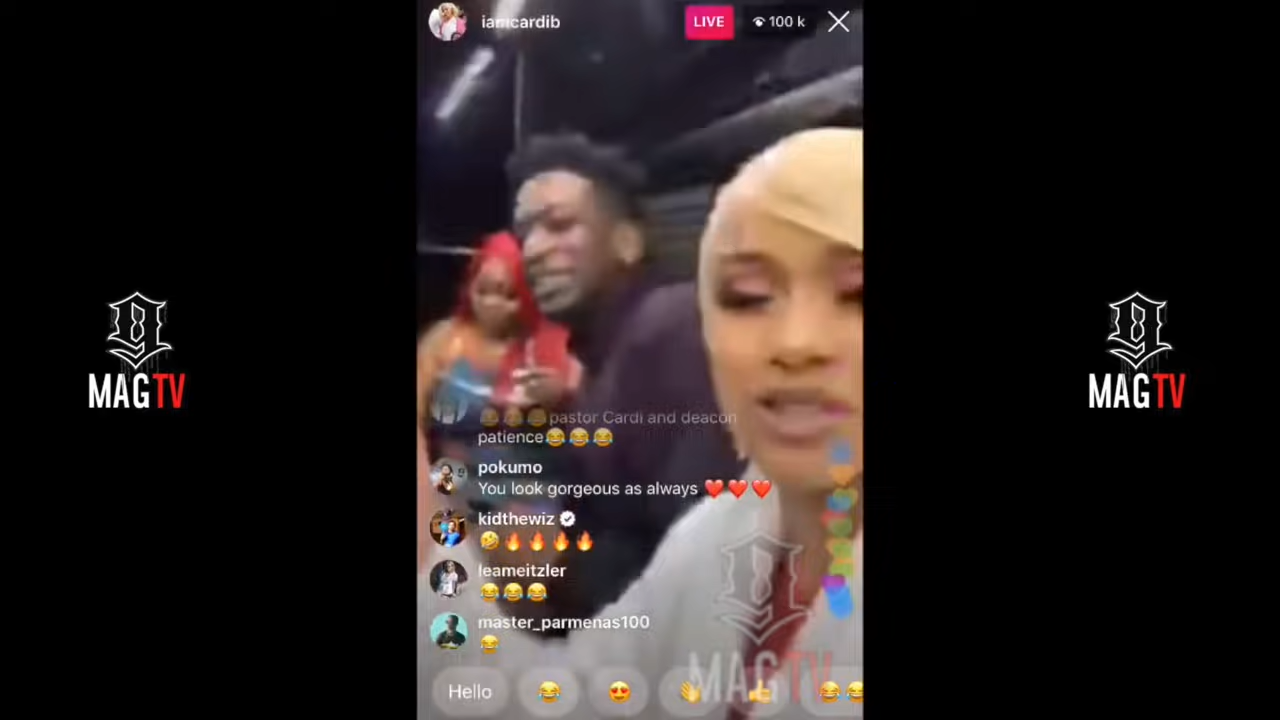 iamcardib
LIVE
100 k
MAGTV
MAGTV
😂😂😂pastor Cardi and deacon
patience😂😂😂
pokumo
You look gorgeous as always ❤️❤️❤️
kidthewiz
🤣🔥🔥🔥🔥
leameitzler
😂😂😂
master_parmenas100
😂
MAGTV
Hello 😂 😍 👋 👍 😂😂